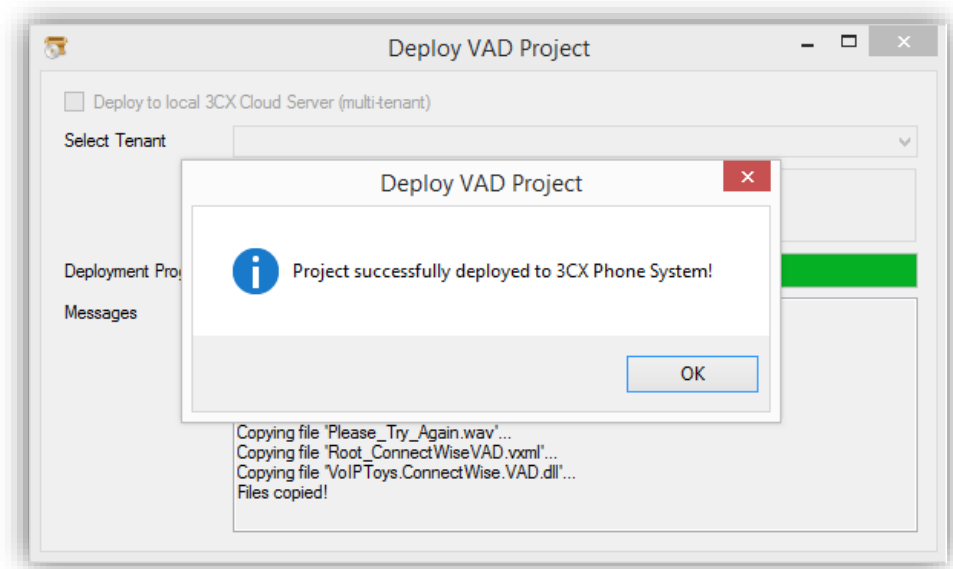 Deploy VAD Project
Deploy to local 3CX Cloud Server (multi-tenant)
Select Tenant
Deploy VAD Project
Project successfully deployed to 3CX Phone System!
OK
Deployment
Messages
Copying file 'Please_Try_Again.wav'...
Copying file 'Root_ConnectWiseVAD.vxml'...
Copying file 'VoIPToys.ConnectWise.VAD.dll'...
Files copied!